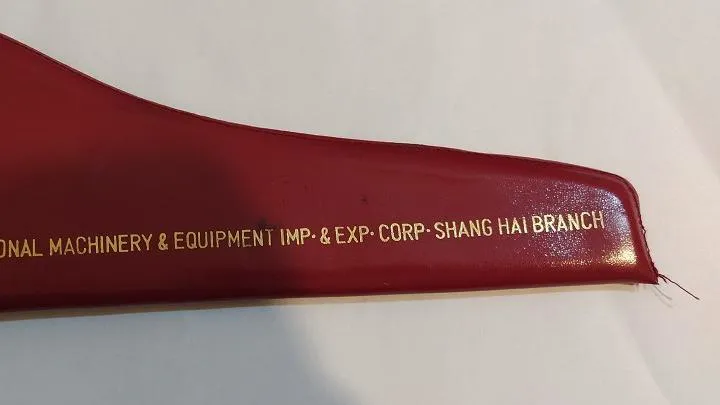 ONAL MACHINERY & EQUIPMENT IMP· & EXP· CORP· SHANG HAI BRANCH